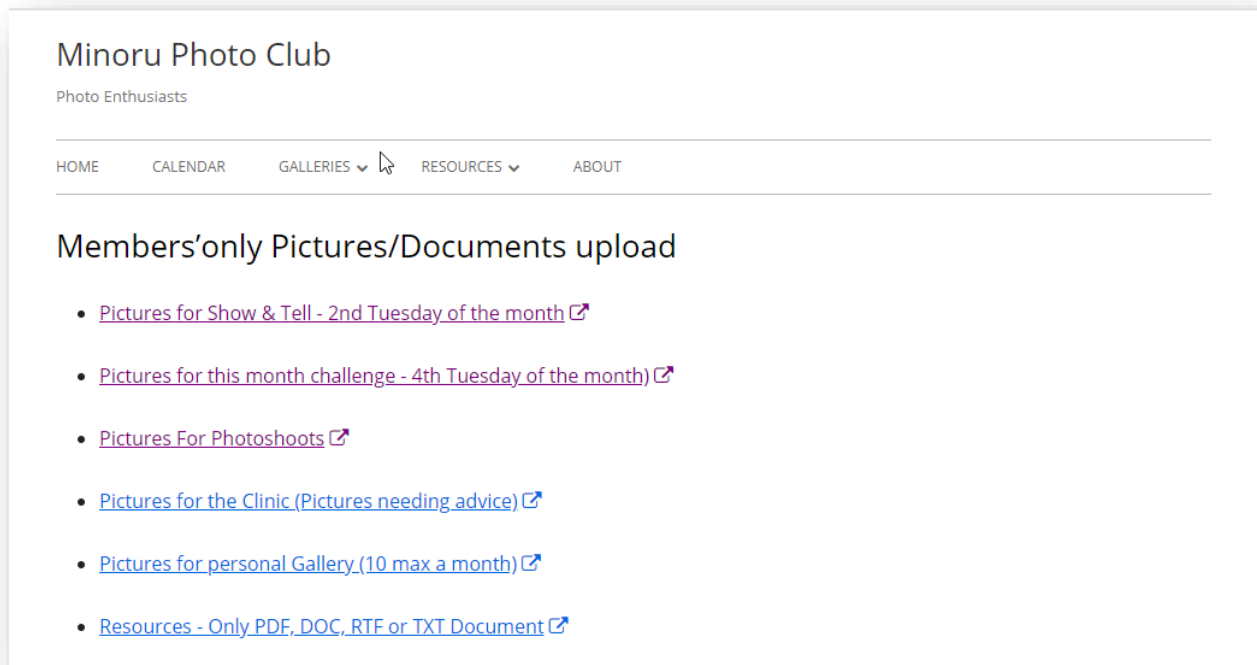 Minoru Photo Club
Photo Enthusiasts
HOME CALENDAR GALLERIES RESOURCES ABOUT
Members’only Pictures/Documents upload
Pictures for Show & Tell - 2nd Tuesday of the month
Pictures for this month challenge - 4th Tuesday of the month)
Pictures For Photoshoots
Pictures for the Clinic (Pictures needing advice)
Pictures for personal Gallery (10 max a month)
Resources - Only PDF, DOC, RTF or TXT Document